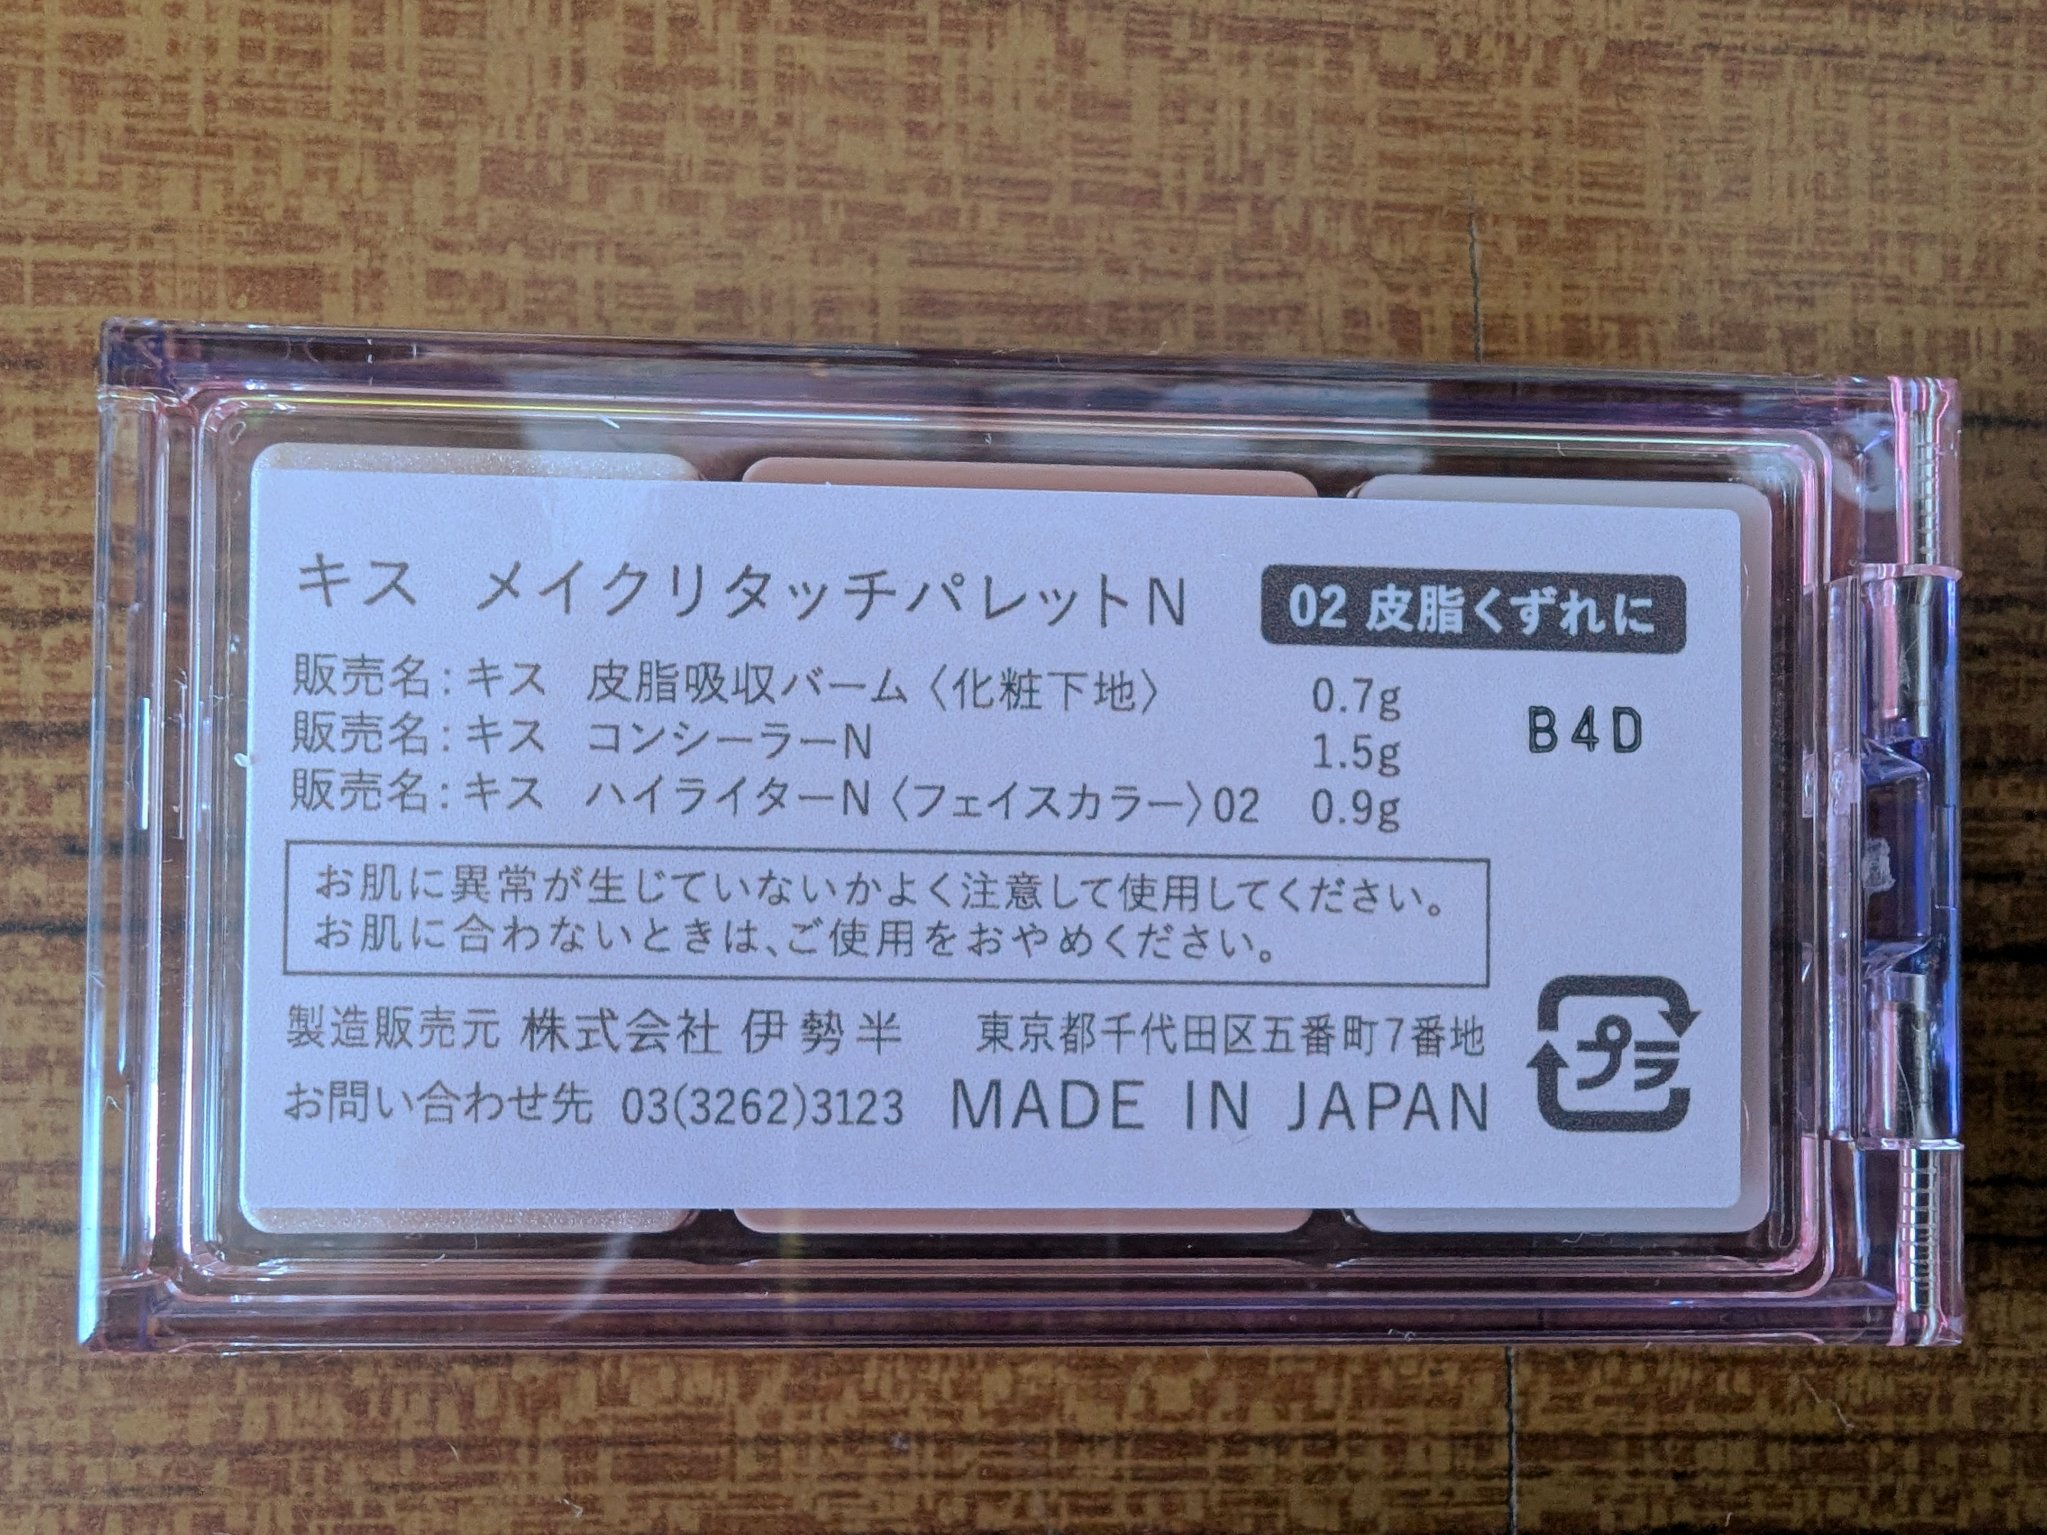 キス メイクリタッチパレットN 02 皮脂くずれに
販売名：キス 皮脂吸収バーム〈化粧下地〉 0.7g
販売名：キス コンシーラーN 1.5g
B4D
販売名：キス ハイライターN〈フェイスカラー〉02 0.9g
お肌に異常が生じていないかよく注意して使用してください。
お肌に合わないときは、ご使用をおやめください。
製造販売元 株式会社 伊勢半 東京都千代田区五番町7番地
お問い合わせ先 03(3262)3123 MADE IN JAPAN
プラ